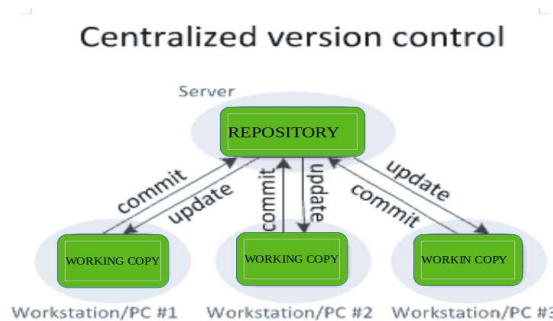 Centralized version control
Server
REPOSITORY
commit
update
commit
update
update
commit
WORKING COPY
WORKING COPY
WORKIN COPY
Workstation/PC #1
Workstation/PC #2
Workstation/PC #3